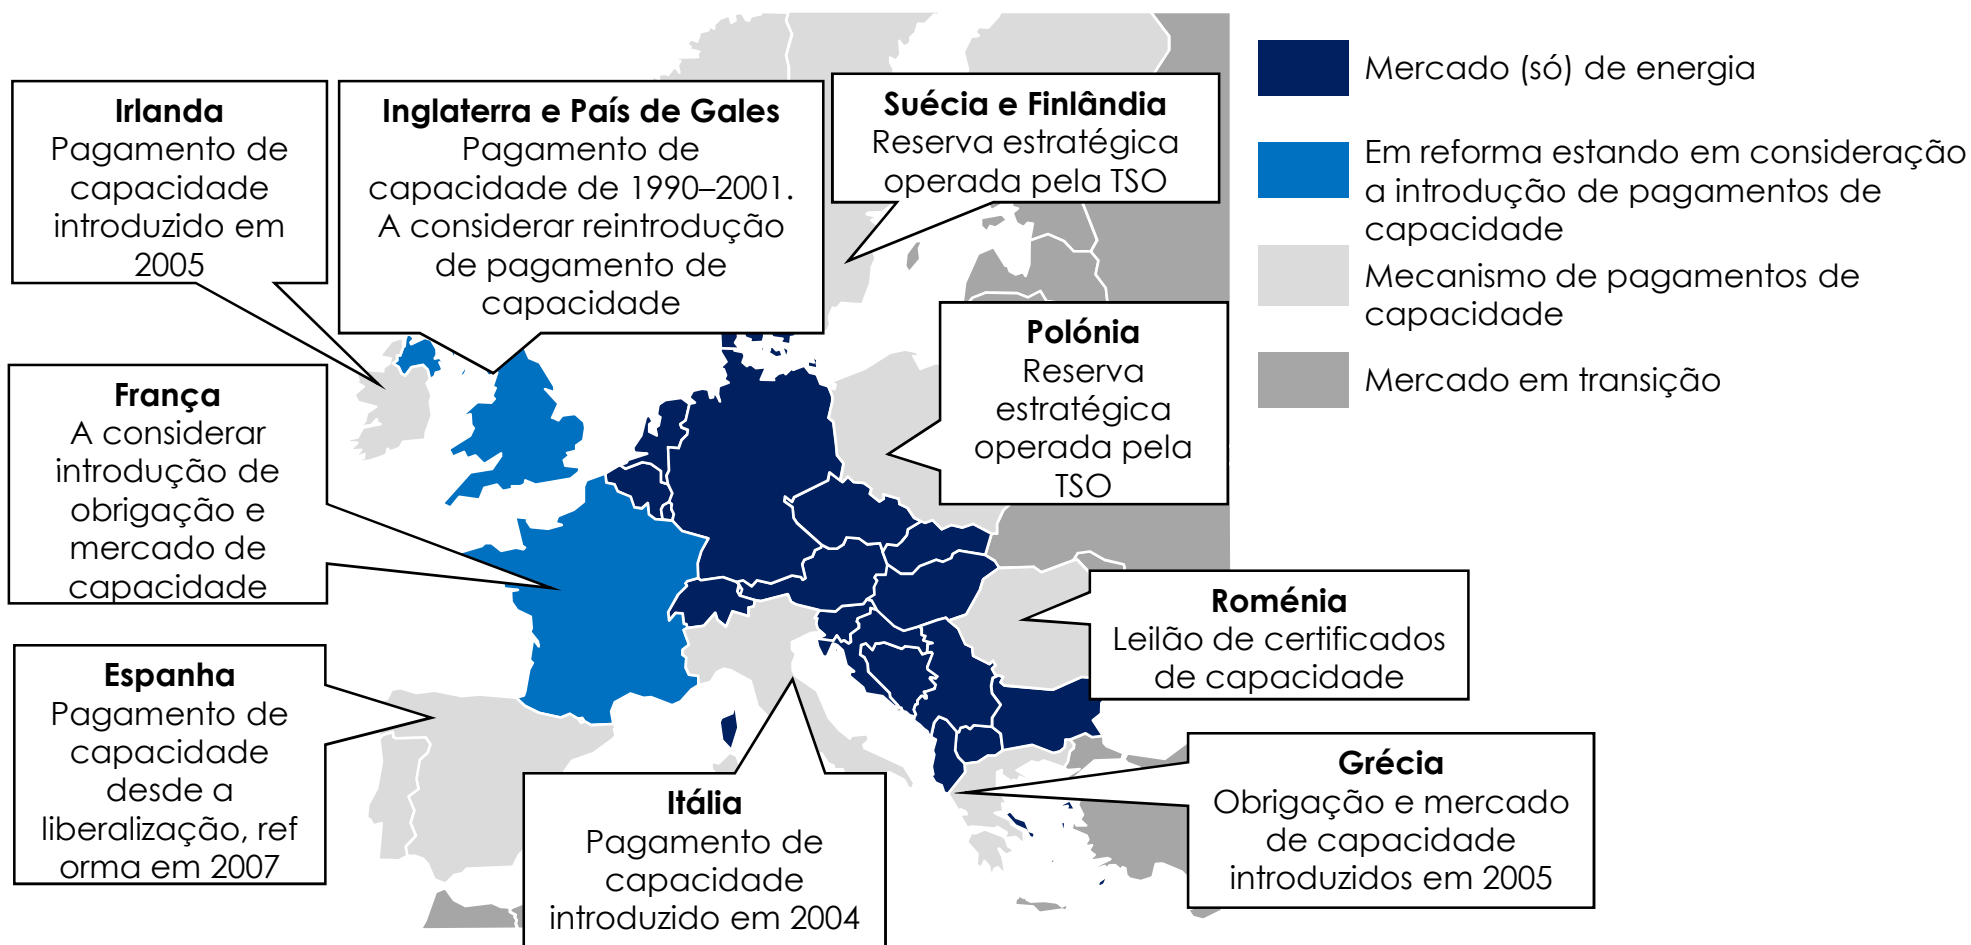 Irlanda
Pagamento de
capacidade
introduzido em
2005
Inglaterra e País de Gales
Pagamento de
capacidade de 1990–2001.
A considerar reintrodução
de pagamento de
capacidade
Suécia e Finlândia
Reserva estratégica
operada pela TSO
Mercado (só) de energia
Em reforma estando em consideração
a introdução de pagamentos de
capacidade
Mecanismo de pagamentos de
capacidade
Mercado em transição
Polónia
Reserva
estratégica
operada pela
TSO
França
A considerar
introdução de
obrigação e
mercado de
capacidade
Roménia
Leilão de certificados
de capacidade
Espanha
Pagamento de
capacidade
desde a
liberalização, ref
orma em 2007
Itália
Pagamento de
capacidade
introduzido em 2004
Grécia
Obrigação e mercado
de capacidade
introduzidos em 2005